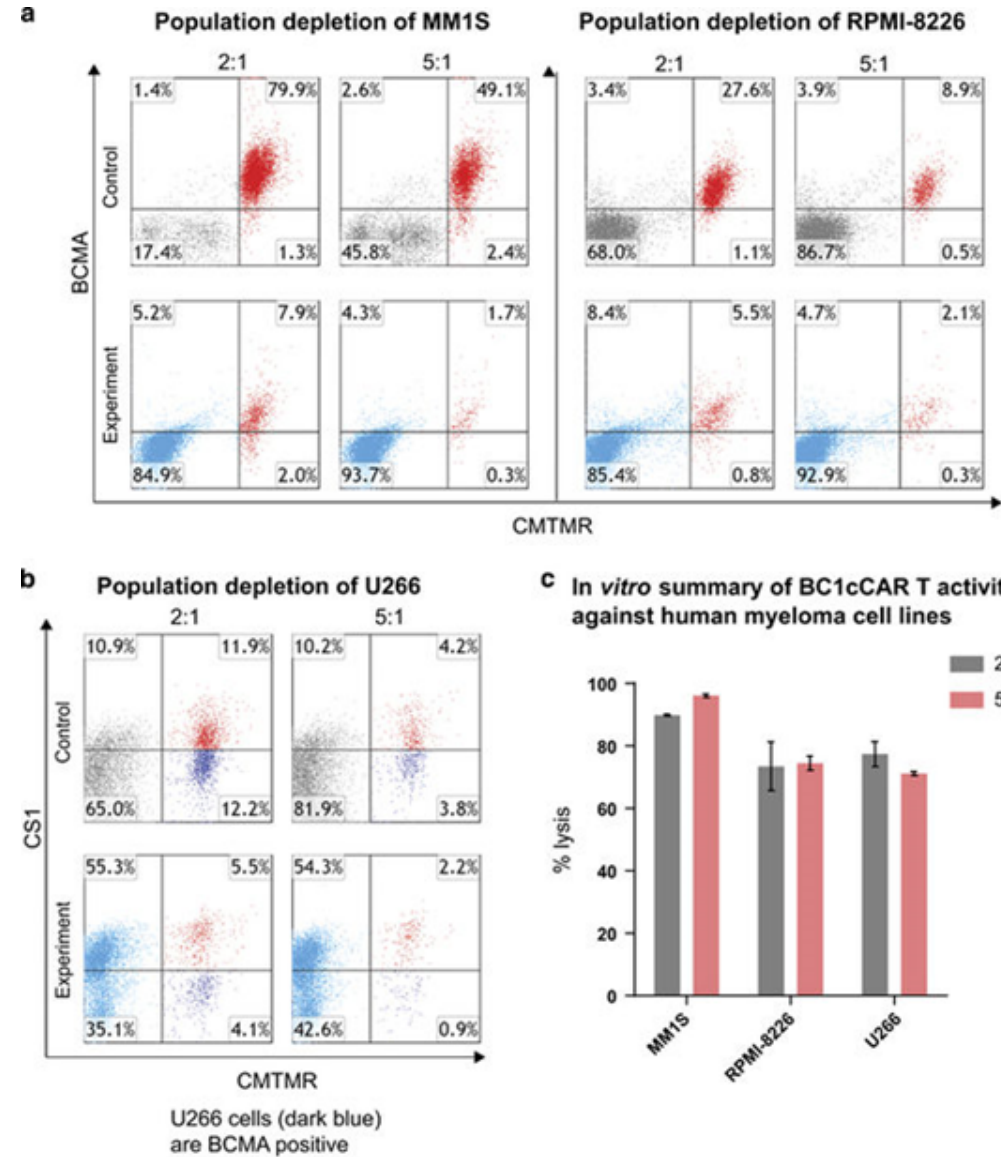 a
Population depletion of MM1S
Population depletion of RPMI-8226
2:1
5:1
2:1
5:1
BCMA
Control
1.4%
79.9%
17.4%
1.3%
2.6%
49.1%
45.8%
2.4%
3.4%
27.6%
68.0%
1.1%
3.9%
8.9%
86.7%
0.5%
Experiment
5.2%
7.9%
84.9%
2.0%
4.3%
1.7%
93.7%
0.3%
8.4%
5.5%
85.4%
0.8%
4.7%
2.1%
92.9%
0.3%
CMTMR
b
Population depletion of U266
2:1
5:1
CS1
Control
10.9%
11.9%
65.0%
12.2%
10.2%
4.2%
81.9%
3.8%
Experiment
55.3%
5.5%
35.1%
4.1%
54.3%
2.2%
42.6%
0.9%
CMTMR
U266 cells (dark blue)
are BCMA positive
c
In vitro summary of BC1cCAR T activit
against human myeloma cell lines
2
5
% lysis
100
80
60
40
20
0
MM1S
RPMI-8226
U266